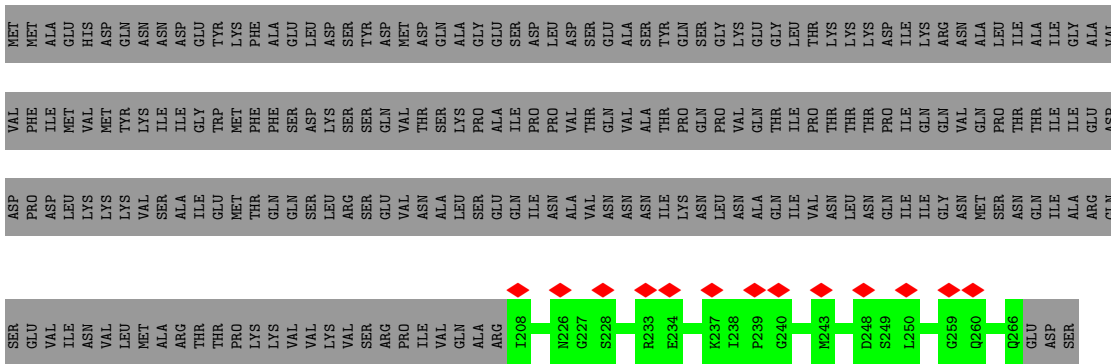 MET MET ALA GLU HIS ASP GLN ASN ASN ASP GLU TYR LYS PHE ALA GLU LEU ASP SER TYR ASP MET ASP GLN ALA GLY GLU SER ASP LEU ASP SER GLU ALA SER TYR GLN SER GLY LYS GLU GLY LEU THR LYS LYS LYS ASP ILE LYS ARG ASN ALA LEU ILE ALA ILE GLY ALA VAL
VAL PHE ILE MET VAL MET TYR LYS ILE ILE GLY TRP MET PHE PHE SER ASP LYS SER SER GLN VAL THR SER LYS PRO ALA ILE PRO PRO VAL THR GLN VAL ALA THR PRO GLN PRO VAL GLN THR ILE PRO THR THR THR PRO ILE GLN GLN VAL GLN PRO THR THR ILE ILE GLU ASP
ASP PRO ASP LEU LYS LYS LYS VAL SER ALA ILE GLU MET THR GLN GLN SER LEU ARG SER GLU VAL ASN ALA LEU SER GLU GLN ILE ASN ALA VAL ASN ASN ASN ILE LYS ASN LEU ASN ALA GLN ILE VAL ASN LEU ASN GLN ILE ILE GLY ASN MET SER ASN GLN ILE ALA ARG GLN
SER GLU VAL ILE ASN VAL LEU MET ALA ARG THR THR PRO LYS LYS VAL VAL LYS VAL SER ARG PRO ILE VAL GLN ALA ARG I208 N226 G227 S228 R233 E234 K237 I238 P239 G240 M243 D248 S249 L250 G259 Q260 Q266 GLU ASP SER